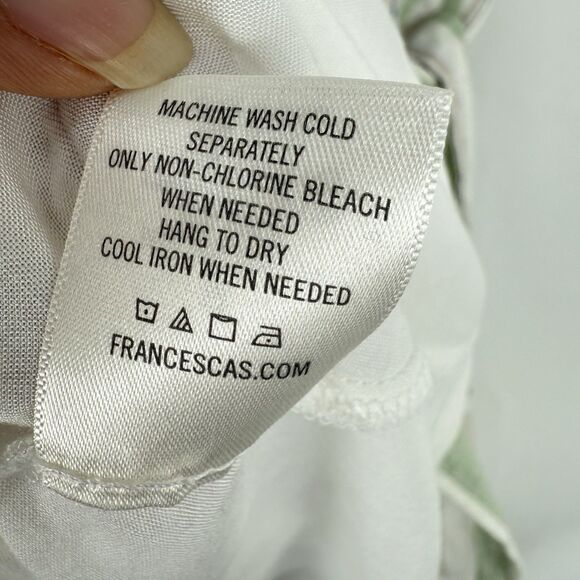 MACHINE WASH COLD
SEPARATELY
ONLY NON-CHLORINE BLEACH
WHEN NEEDED
HANG TO DRY
COOL IRON WHEN NEEDED
FRANCESCAS.COM